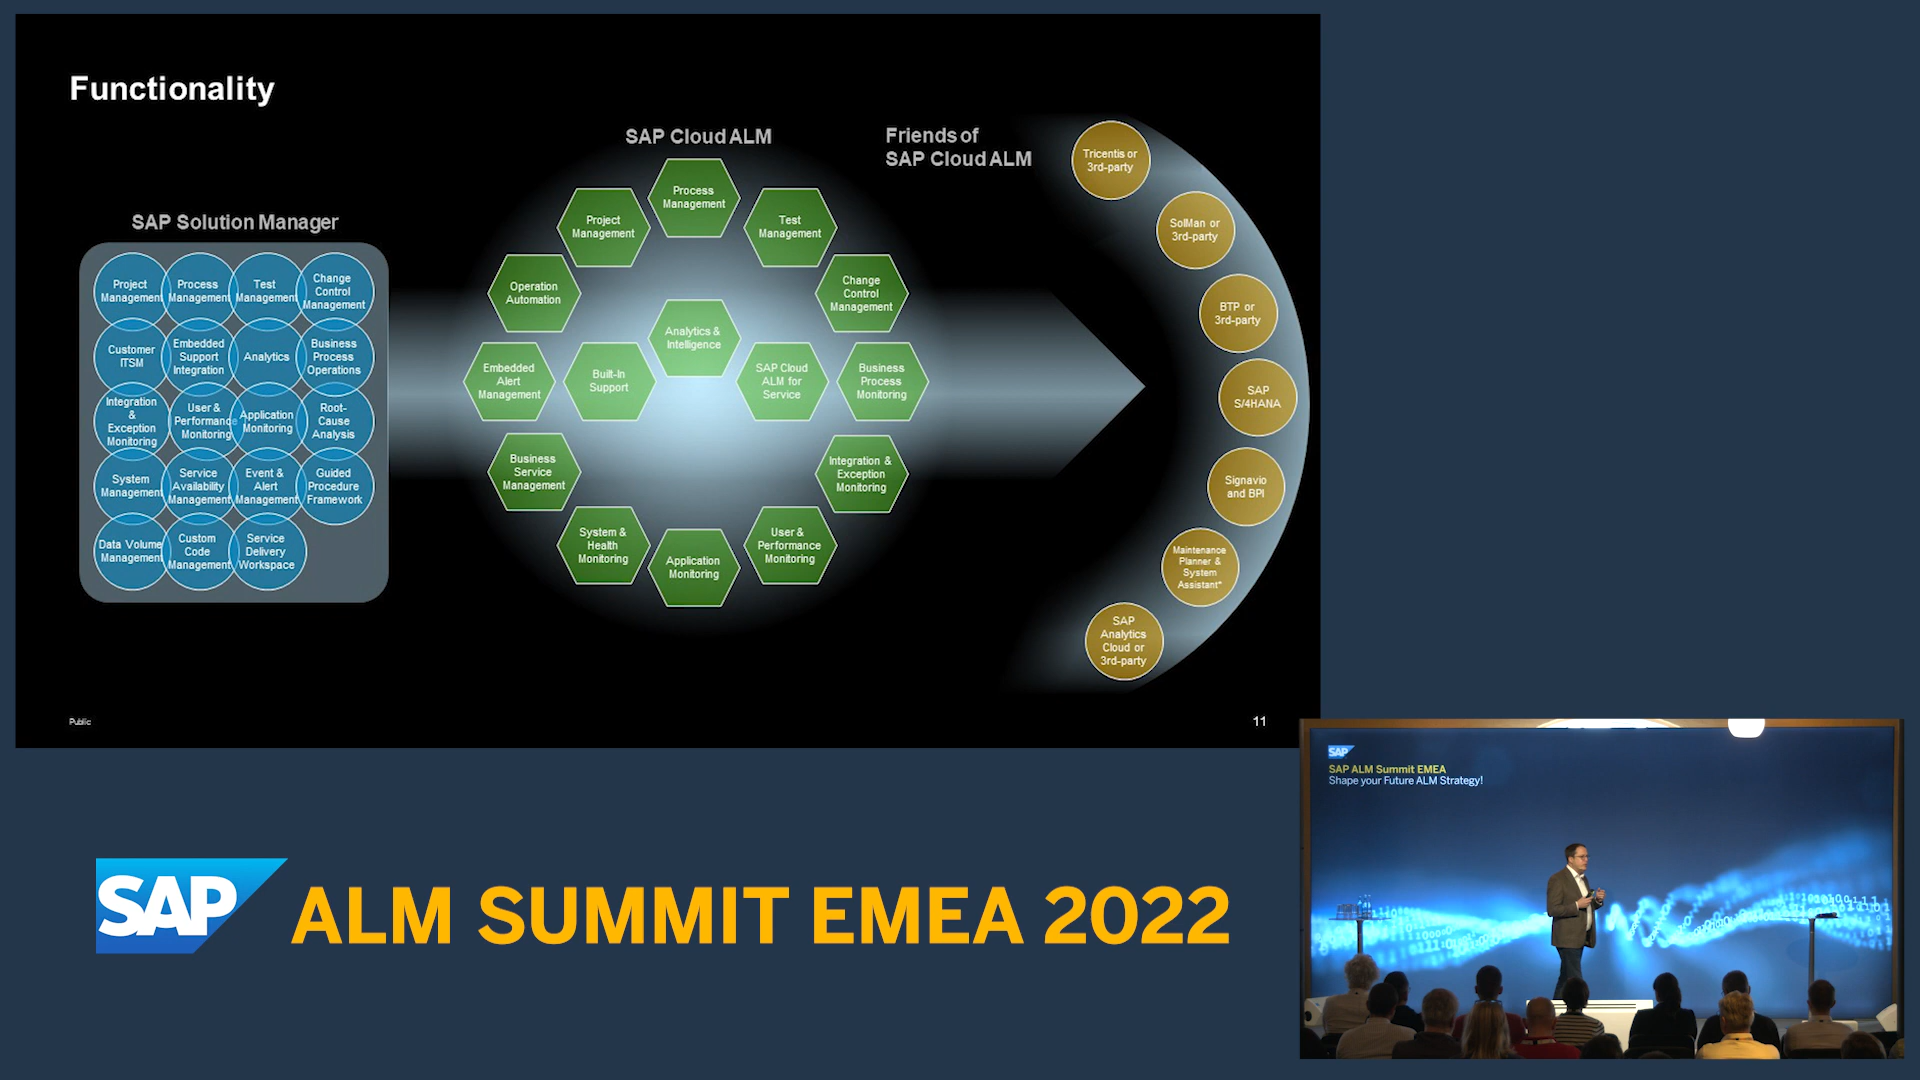 Functionality
SAP Solution Manager
Project
Management
Process
Management
Test
Management
Change
Control
Management
Customer
ITSM
Embedded
Support
Integration
Analytics
Business
Process
Operations
Integration
&
Exception
Monitoring
User &
Performance
Monitoring
Application
Monitoring
Root-
Cause
Analysis
System
Management
Service
Availability
Management
Event &
Alert
Management
Guided
Procedure
Framework
Data Volume
Management
Custom
Code
Management
Service
Delivery
Workspace
SAP Cloud ALM
Process
Management
Project
Management
Test
Management
Operation
Automation
Change
Control
Management
Analytics &
Intelligence
Embedded
Alert
Management
Built-In
Support
SAP Cloud
ALM for
Service
Business
Process
Monitoring
Business
Service
Management
Integration &
Exception
Monitoring
System &
Health
Monitoring
Application
Monitoring
User &
Performance
Monitoring
Friends of
SAP Cloud ALM
Tricentis or
3rd-party
SolMan or
3rd-party
BTP or
3rd-party
SAP
S/4HANA
Signavio
and BPI
Maintenance
Planner &
System
Assistant*
SAP
Analytics
Cloud or
3rd-party
Public
11
SAP
SAP ALM Summit EMEA
Shape your Future ALM Strategy!
SAP ALM SUMMIT EMEA 2022